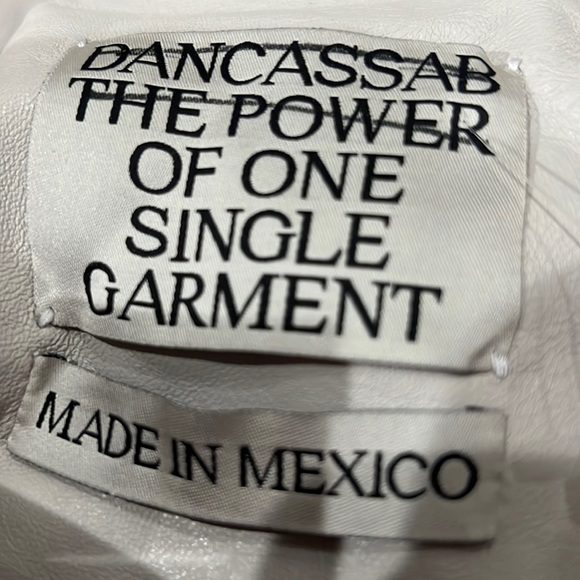 DANCASSAB
THE POWER
OF ONE
SINGLE
GARMENT
MADE IN MEXICO